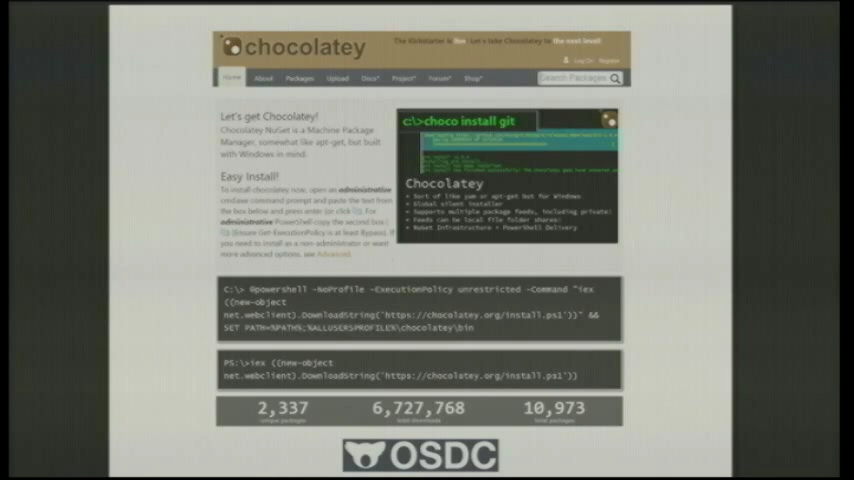 chocolatey
The Kickstarter is live! Let's take Chocolatey to the next level!
Log On Register
Home About Packages Upload Docs Project Forum Shop
Search Packages
Let's get Chocolatey!
Chocolatey NuGet is a Machine Package
Manager, somewhat like apt-get, but built
with Windows in mind.
Easy Install!
To install chocolatey now, open an administrative
cmd.exe command prompt and paste the text from
the box below and press enter (or click ). For
administrative PowerShell copy the second box (
). (Ensure Get-ExecutionPolicy is at least Bypass). If
you need to install as a non-administrator or want
more advanced options, see Advanced.
c:\>choco install git
Chocolatey
• Sort of like yum or apt-get but for Windows
• Global silent installer
• Supports multiple package feeds, including private!
• Feeds can be local file folder shares!
• NuGet Infrastructure + PowerShell Delivery
C:\> @powershell -NoProfile -ExecutionPolicy unrestricted -Command "iex
((new-object
net.webclient).DownloadString('https://chocolatey.org/install.ps1'))" &&
SET PATH=%PATH%;%ALLUSERSPROFILE%\chocolatey\bin
PS:\>iex ((new-object
net.webclient).DownloadString('https://chocolatey.org/install.ps1'))
2,337 6,727,768 10,973
unique packages total downloads total packages
OSDC